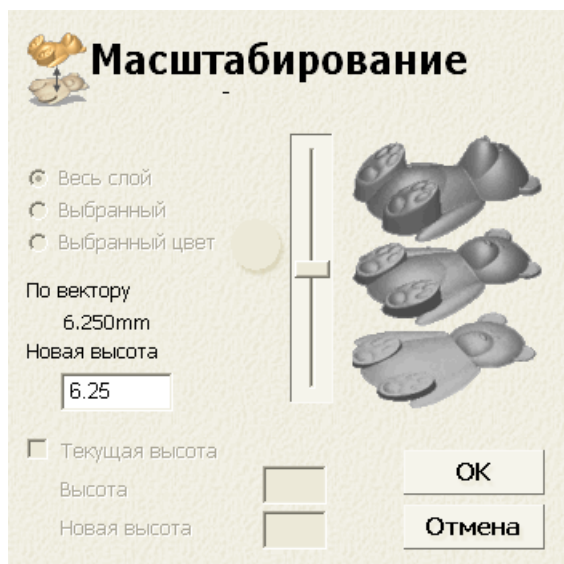 Масштабирование
-
Весь слой
Выбранный
Выбранный цвет
По вектору
6.250mm
Новая высота
6.25
Текущая высота
Высота
Новая высота
OK
Отмена